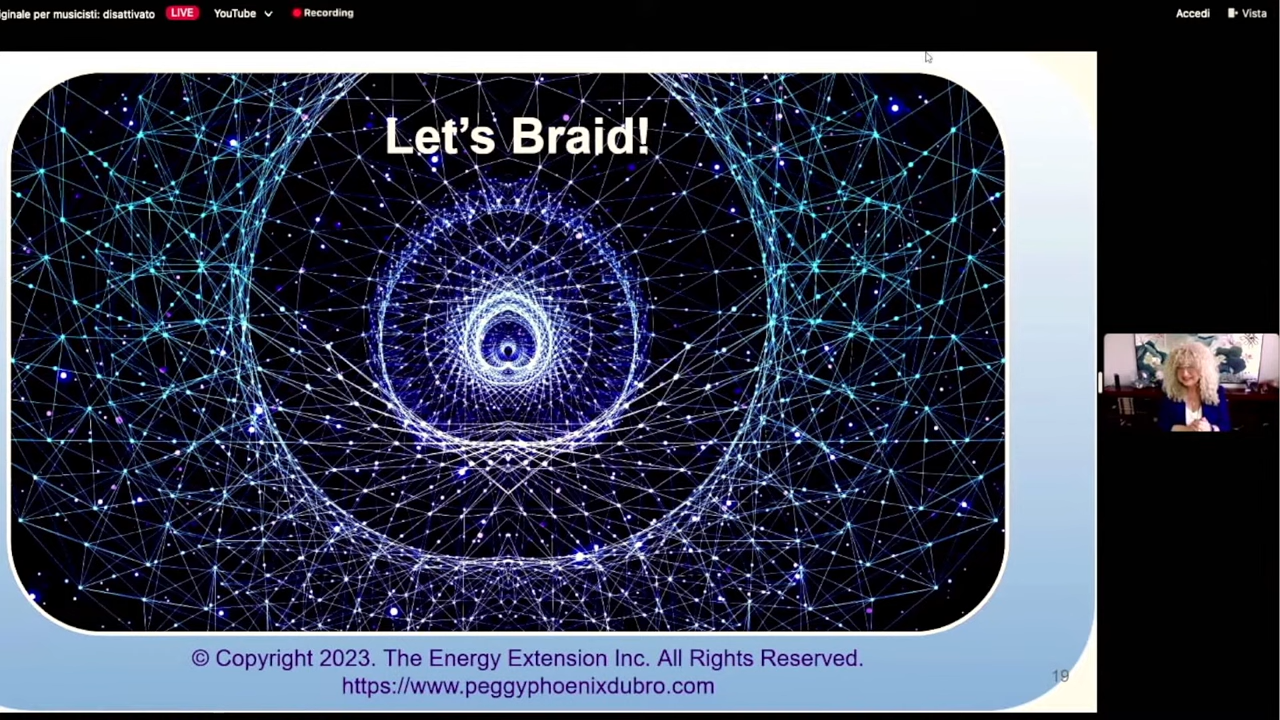 iginale per musicisti: disattivato LIVE YouTube Recording Accedi Vista
Let's Braid!
© Copyright 2023. The Energy Extension Inc. All Rights Reserved.
https://www.peggyphoenixdubro.com
19